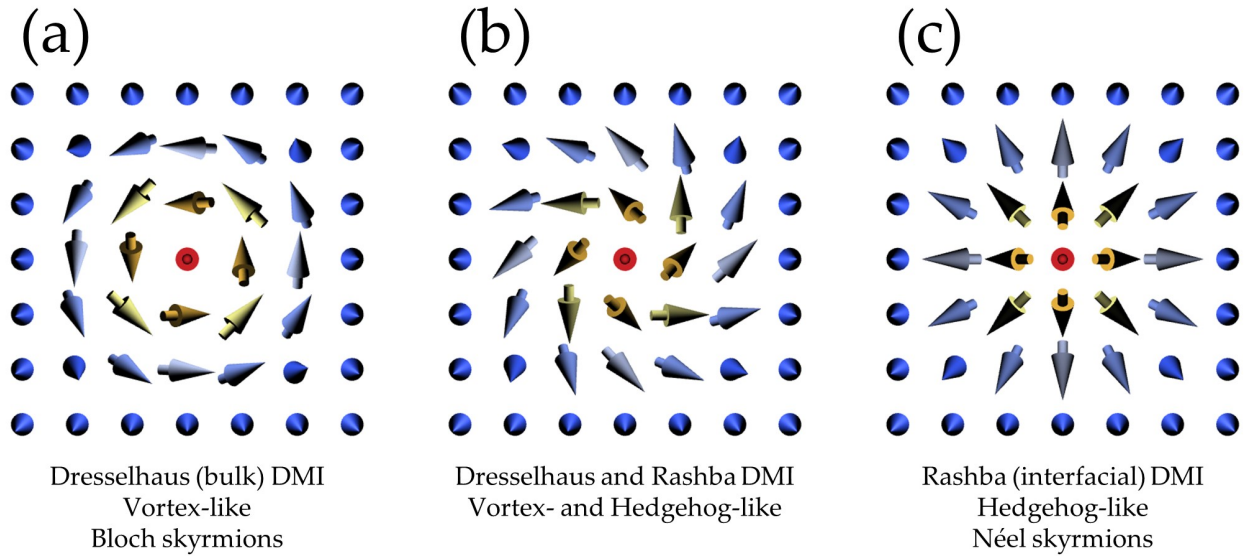 (a)
(b)
(c)
Dresselhaus (bulk) DMI
Vortex-like
Bloch skyrmions
Dresselhaus and Rashba DMI
Vortex- and Hedgehog-like
Rashba (interfacial) DMI
Hedgehog-like
Néel skyrmions